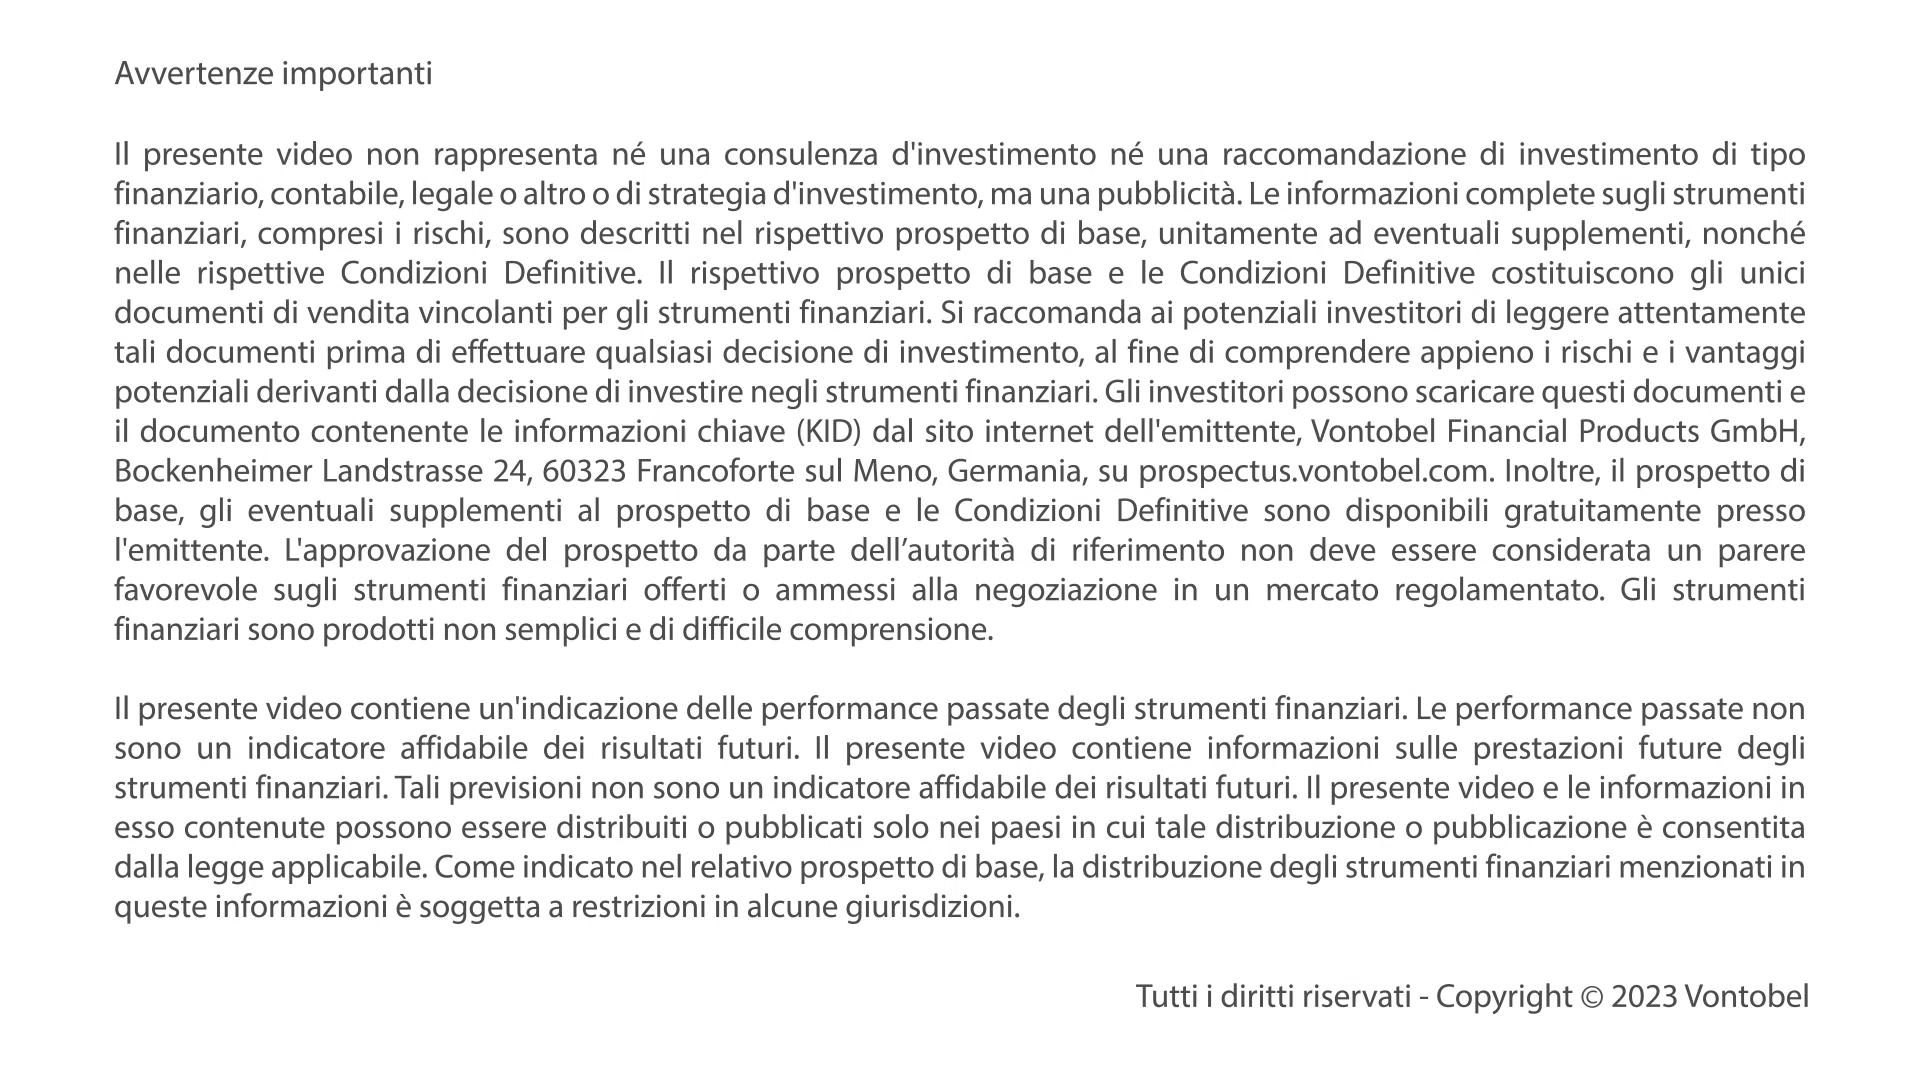 Avvertenze importanti
Il presente video non rappresenta né una consulenza d'investimento né una raccomandazione di investimento di tipo
finanziario, contabile, legale o altro o di strategia d'investimento, ma una pubblicità. Le informazioni complete sugli strumenti
finanziari, compresi i rischi, sono descritti nel rispettivo prospetto di base, unitamente ad eventuali supplementi, nonché
nelle rispettive Condizioni Definitive. Il rispettivo prospetto di base e le Condizioni Definitive costituiscono gli unici
documenti di vendita vincolanti per gli strumenti finanziari. Si raccomanda ai potenziali investitori di leggere attentamente
tali documenti prima di effettuare qualsiasi decisione di investimento, al fine di comprendere appieno i rischi e i vantaggi
potenziali derivanti dalla decisione di investire negli strumenti finanziari. Gli investitori possono scaricare questi documenti e
il documento contenente le informazioni chiave (KID) dal sito internet dell'emittente, Vontobel Financial Products GmbH,
Bockenheimer Landstrasse 24, 60323 Francoforte sul Meno, Germania, su prospectus.vontobel.com. Inoltre, il prospetto di
base, gli eventuali supplementi al prospetto di base e le Condizioni Definitive sono disponibili gratuitamente presso
l'emittente. L'approvazione del prospetto da parte dell’autorità di riferimento non deve essere considerata un parere
favorevole sugli strumenti finanziari offerti o ammessi alla negoziazione in un mercato regolamentato. Gli strumenti
finanziari sono prodotti non semplici e di difficile comprensione.
Il presente video contiene un'indicazione delle performance passate degli strumenti finanziari. Le performance passate non
sono un indicatore affidabile dei risultati futuri. Il presente video contiene informazioni sulle prestazioni future degli
strumenti finanziari. Tali previsioni non sono un indicatore affidabile dei risultati futuri. Il presente video e le informazioni in
esso contenute possono essere distribuiti o pubblicati solo nei paesi in cui tale distribuzione o pubblicazione è consentita
dalla legge applicabile. Come indicato nel relativo prospetto di base, la distribuzione degli strumenti finanziari menzionati in
queste informazioni è soggetta a restrizioni in alcune giurisdizioni.
Tutti i diritti riservati - Copyright © 2023 Vontobel